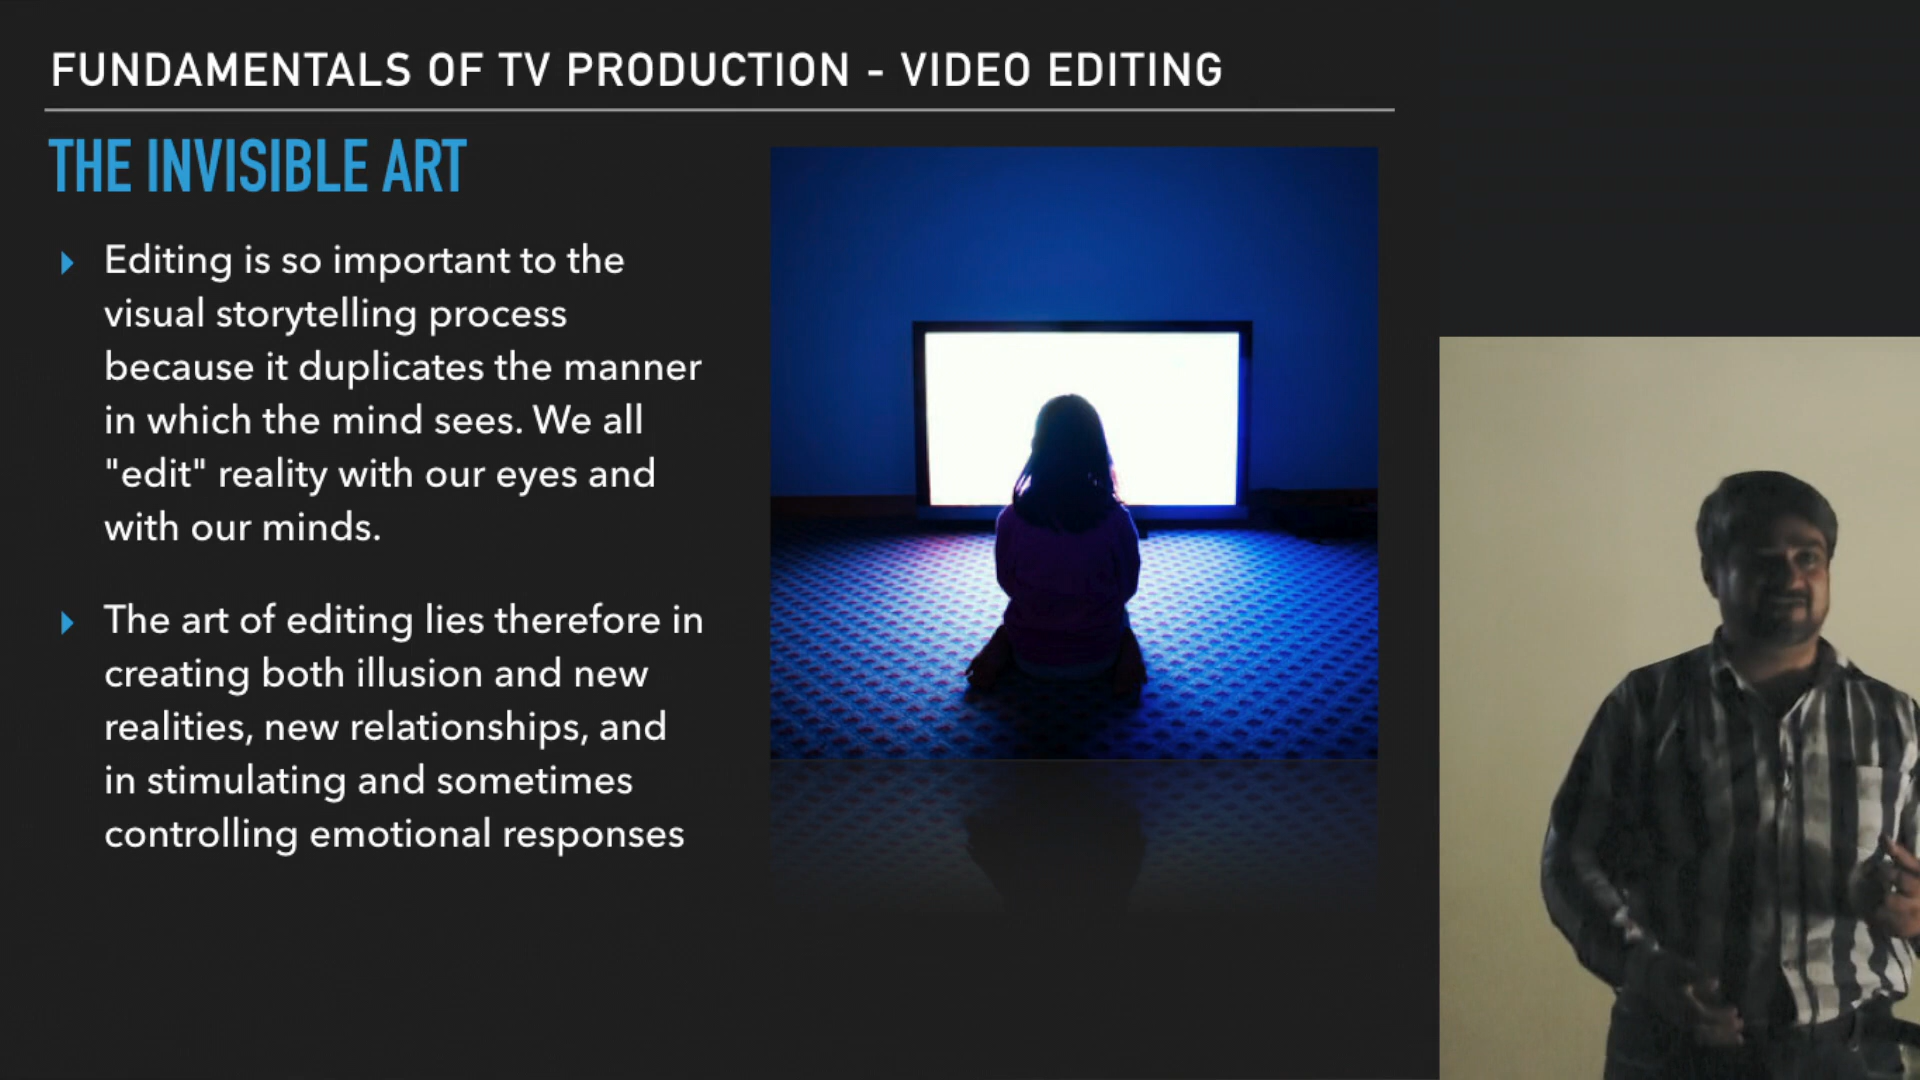 FUNDAMENTALS OF TV PRODUCTION - VIDEO EDITING
THE INVISIBLE ART
Editing is so important to the
visual storytelling process
because it duplicates the manner
in which the mind sees. We all
"edit" reality with our eyes and
with our minds.
The art of editing lies therefore in
creating both illusion and new
realities, new relationships, and
in stimulating and sometimes
controlling emotional responses